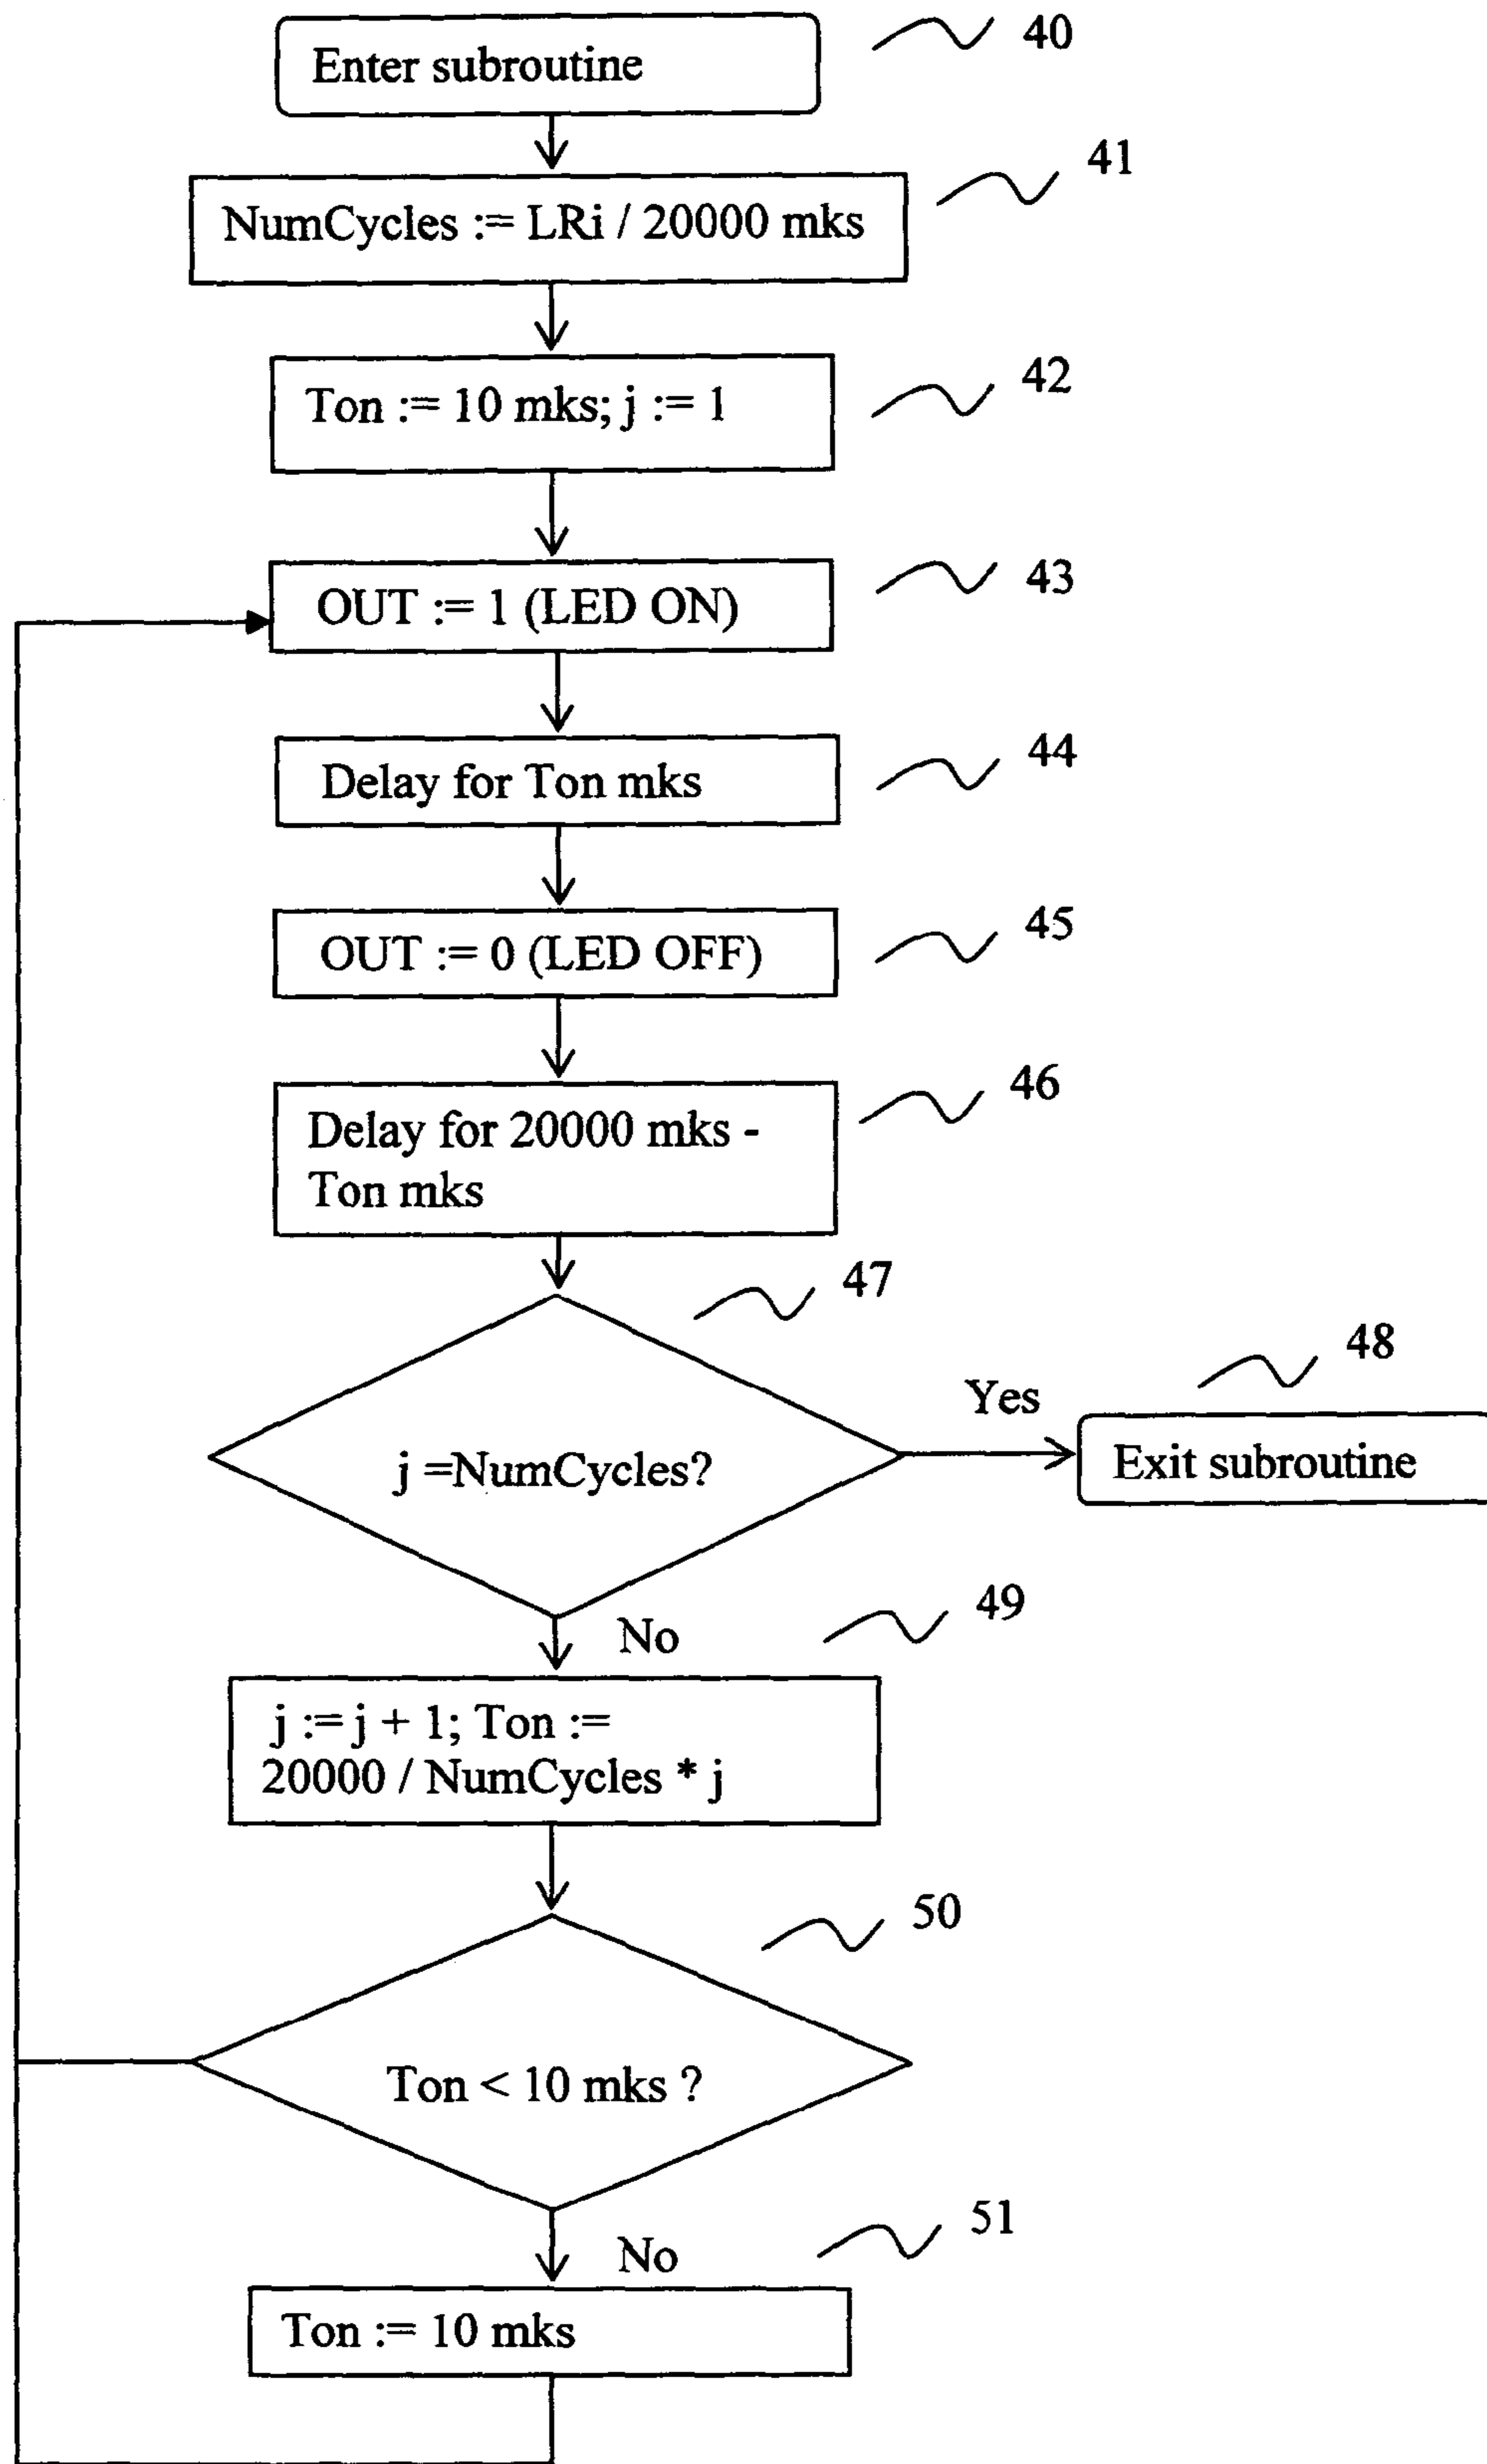 Enter subroutine
40
NumCycles := LRi / 20000 mks
41
Ton := 10 mks; j := 1
42
OUT := 1 (LED ON)
43
Delay for Ton mks
44
OUT := 0 (LED OFF)
45
Delay for 20000 mks -
Ton mks
46
j =NumCycles?
47
Yes
Exit subroutine
48
No
j := j + 1; Ton :=
20000 / NumCycles * j
49
Ton < 10 mks ?
50
No
Ton := 10 mks
51